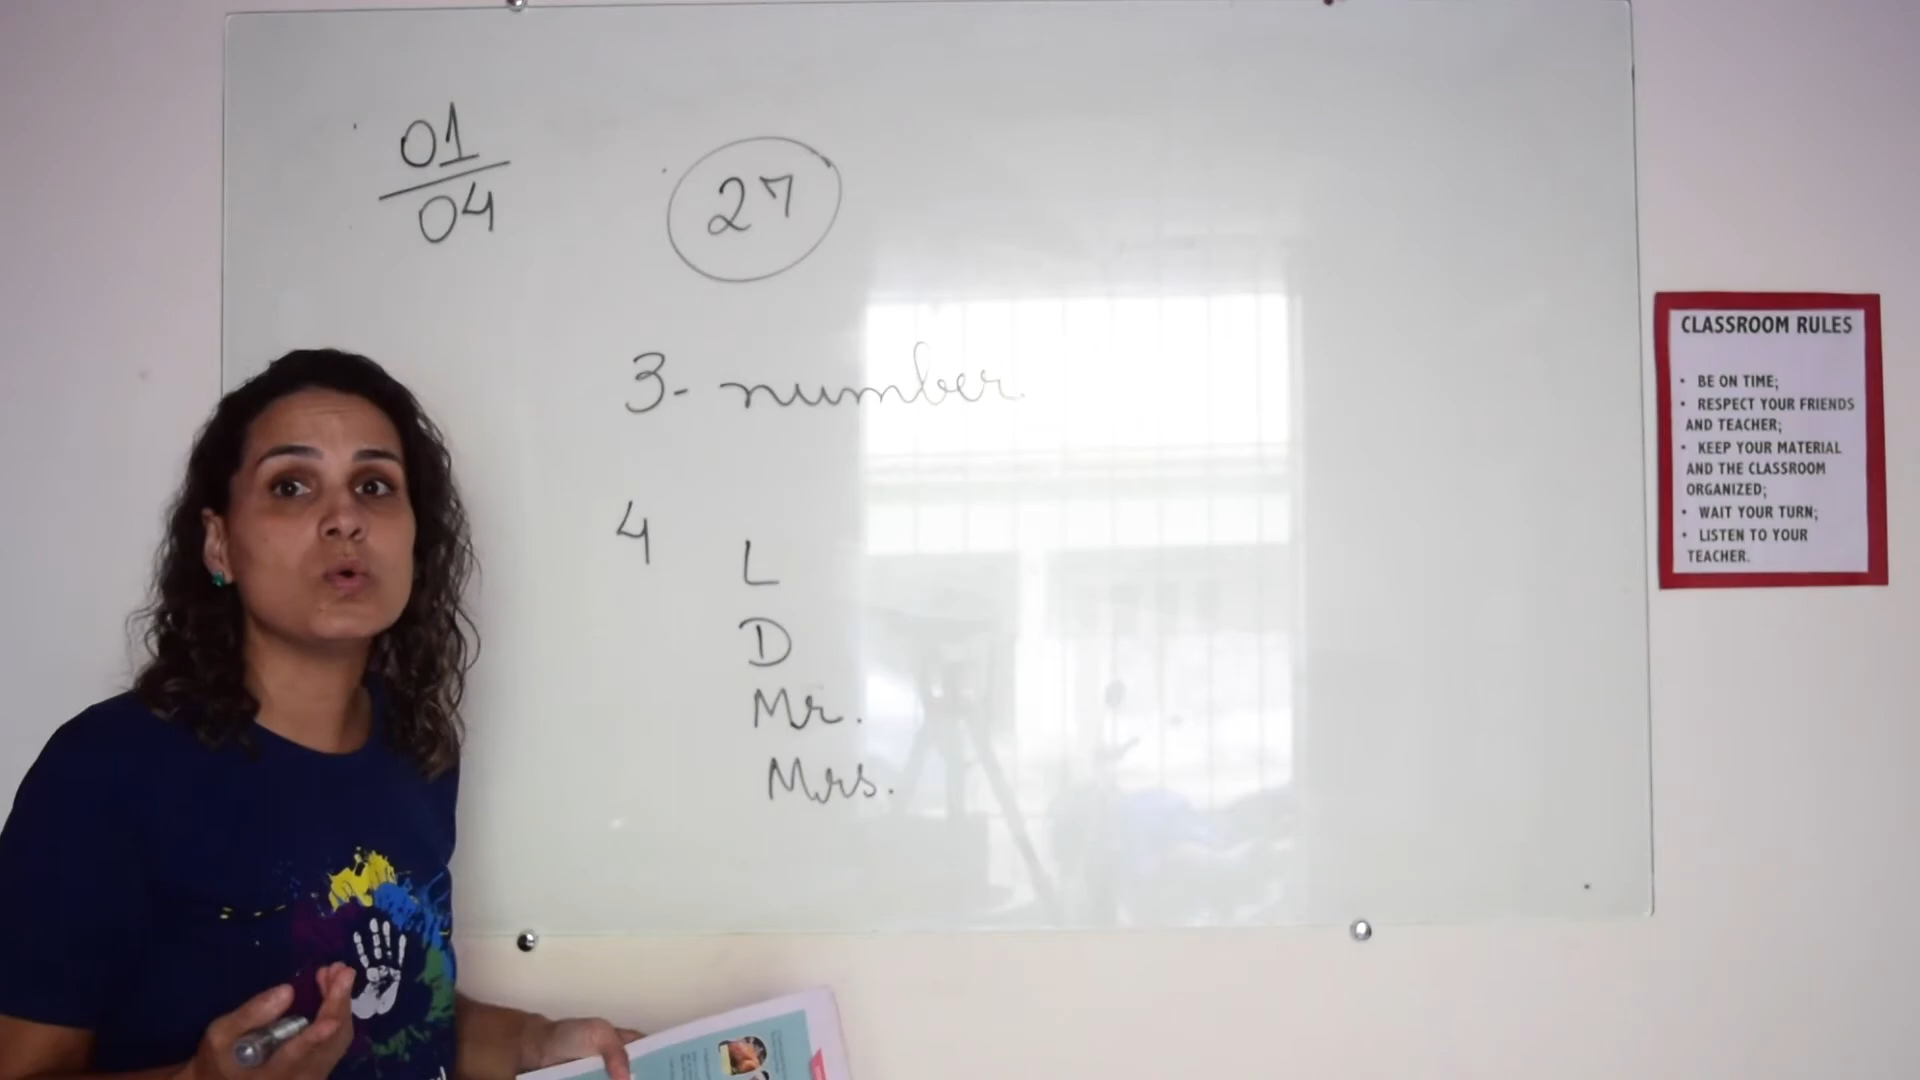 01
04
27
3- number
4
L
D
Mr.
Mrs.
CLASSROOM RULES
• BE ON TIME;
• RESPECT YOUR FRIENDS
AND TEACHER;
• KEEP YOUR MATERIAL
AND THE CLASSROOM
ORGANIZED;
• WAIT YOUR TURN;
• LISTEN TO YOUR
TEACHER.